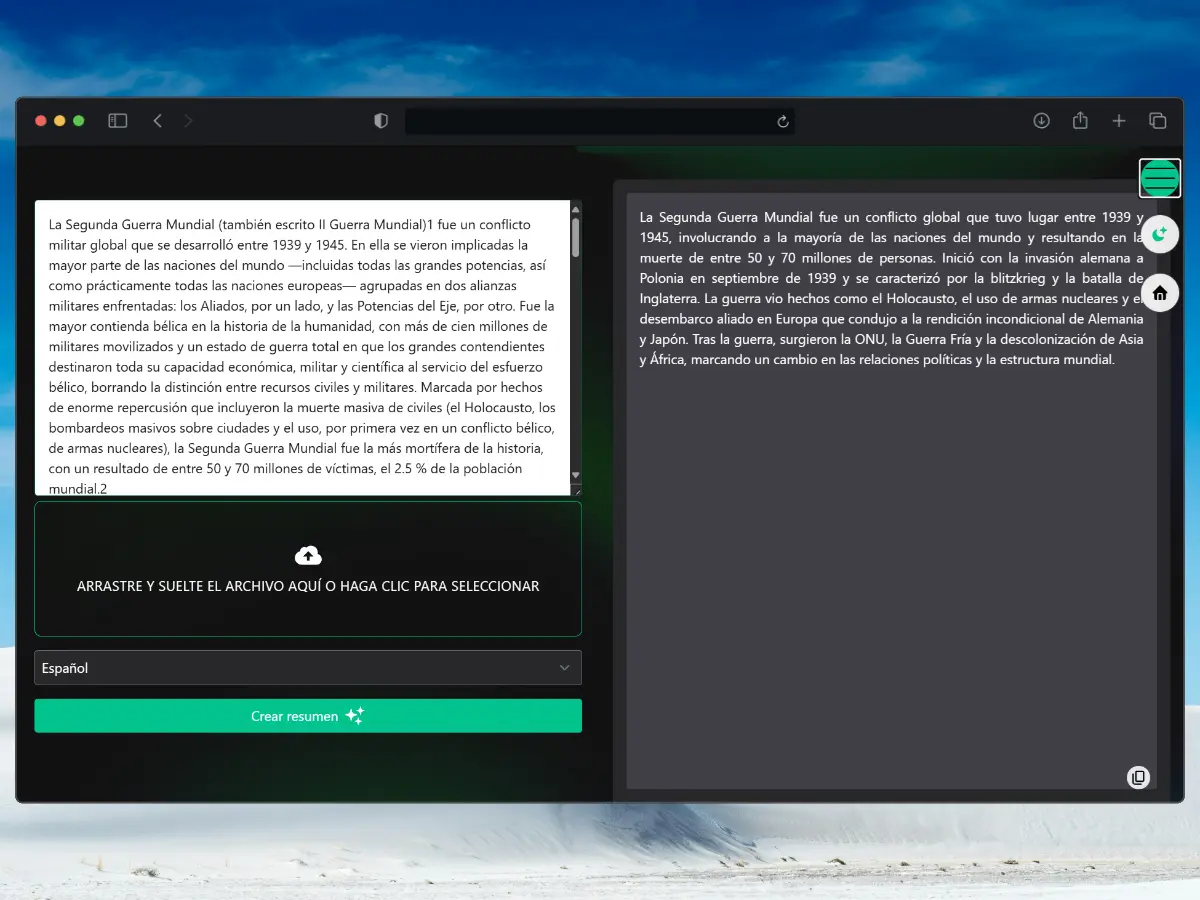 La Segunda Guerra Mundial (también escrito II Guerra Mundial)1 fue un conflicto
militar global que se desarrolló entre 1939 y 1945. En ella se vieron implicadas la
mayor parte de las naciones del mundo —incluidas todas las grandes potencias, así
como prácticamente todas las naciones europeas— agrupadas en dos alianzas
militares enfrentadas: los Aliados, por un lado, y las Potencias del Eje, por otro. Fue la
mayor contienda bélica en la historia de la humanidad, con más de cien millones de
militares movilizados y un estado de guerra total en que los grandes contendientes
destinaron toda su capacidad económica, militar y científica al servicio del esfuerzo
bélico, borrando la distinción entre recursos civiles y militares. Marcada por hechos
de enorme repercusión que incluyeron la muerte masiva de civiles (el Holocausto, los
bombardeos masivos sobre ciudades y el uso, por primera vez en un conflicto bélico,
de armas nucleares), la Segunda Guerra Mundial fue la más mortífera de la historia,
con un resultado de entre 50 y 70 millones de víctimas, el 2.5 % de la población
mundial.2
ARRASTRE Y SUELTE EL ARCHIVO AQUÍ O HAGA CLIC PARA SELECCIONAR
Español
Crear resumen
La Segunda Guerra Mundial fue un conflicto global que tuvo lugar entre 1939 y
1945, involucrando a la mayoría de las naciones del mundo y resultando en la
muerte de entre 50 y 70 millones de personas. Inició con la invasión alemana a
Polonia en septiembre de 1939 y se caracterizó por la blitzkrieg y la batalla de
Inglaterra. La guerra vio hechos como el Holocausto, el uso de armas nucleares y el
desembarco aliado en Europa que condujo a la rendición incondicional de Alemania
y Japón. Tras la guerra, surgieron la ONU, la Guerra Fría y la descolonización de Asia
y África, marcando un cambio en las relaciones políticas y la estructura mundial.